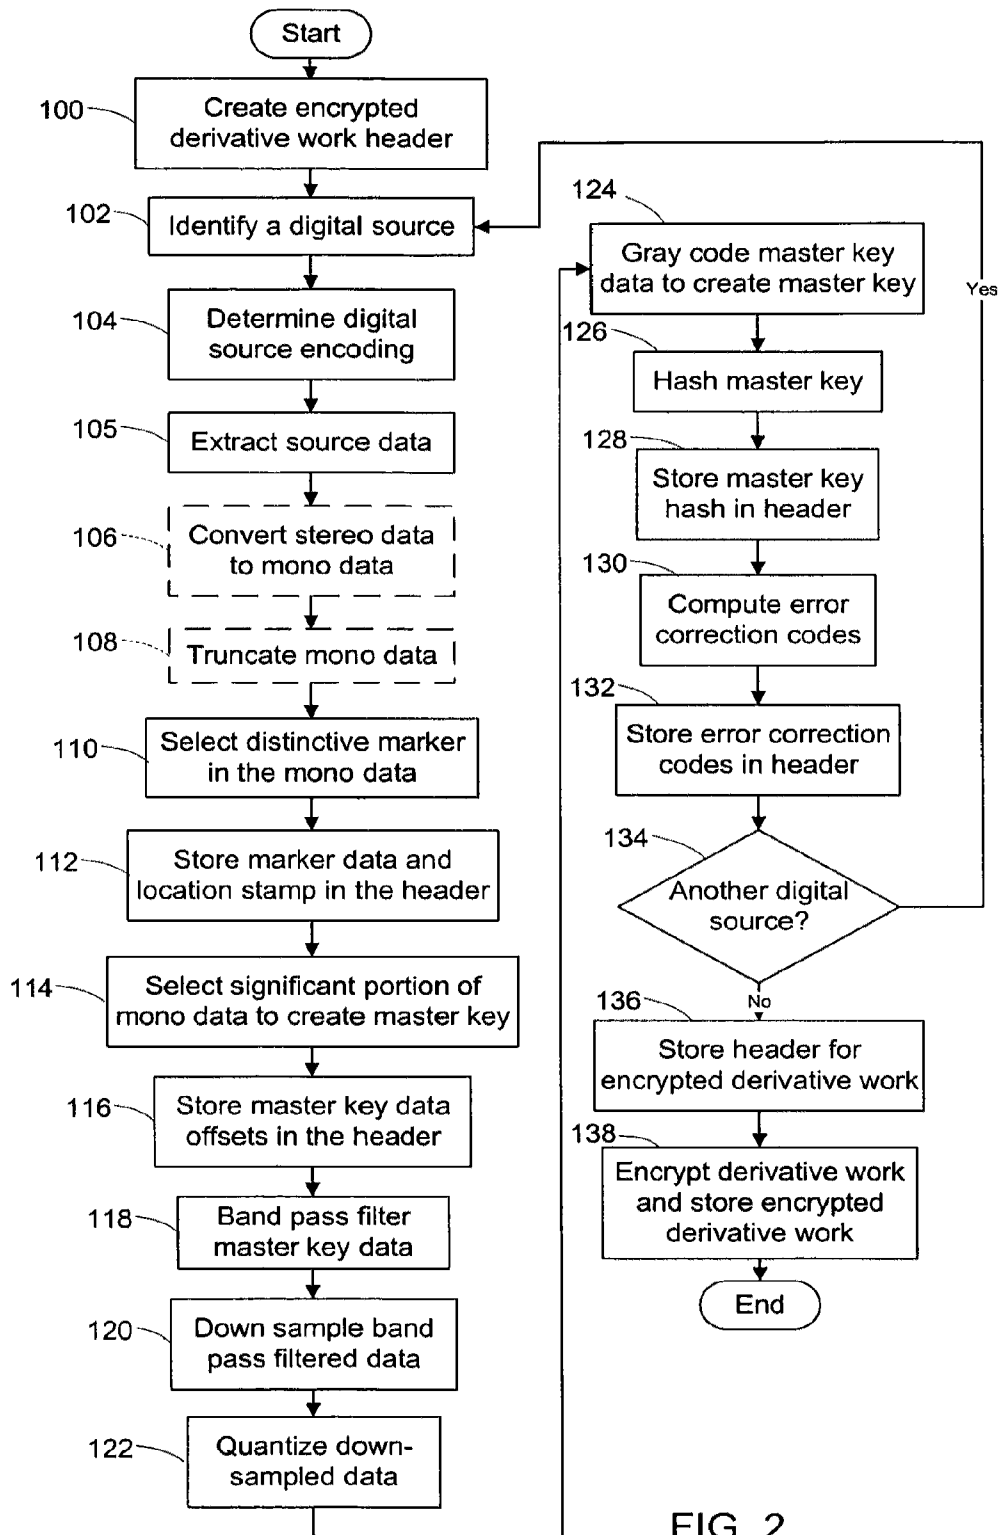 Start
100
Create encrypted
derivative work header
102
Identify a digital source
104
Determine digital
source encoding
105
Extract source data
106
Convert stereo data
to mono data
108
Truncate mono data
110
Select distinctive marker
in the mono data
112
Store marker data and
location stamp in the header
114
Select significant portion of
mono data to create master key
116
Store master key data
offsets in the header
118
Band pass filter
master key data
120
Down sample band
pass filtered data
122
Quantize down-
sampled data
124
Gray code master key
data to create master key
126
Hash master key
128
Store master key
hash in header
130
Compute error
correction codes
132
Store error correction
codes in header
134
Another digital
source?
Yes
No
136
Store header for
encrypted derivative work
138
Encrypt derivative work
and store encrypted
derivative work
End
FIG. 2